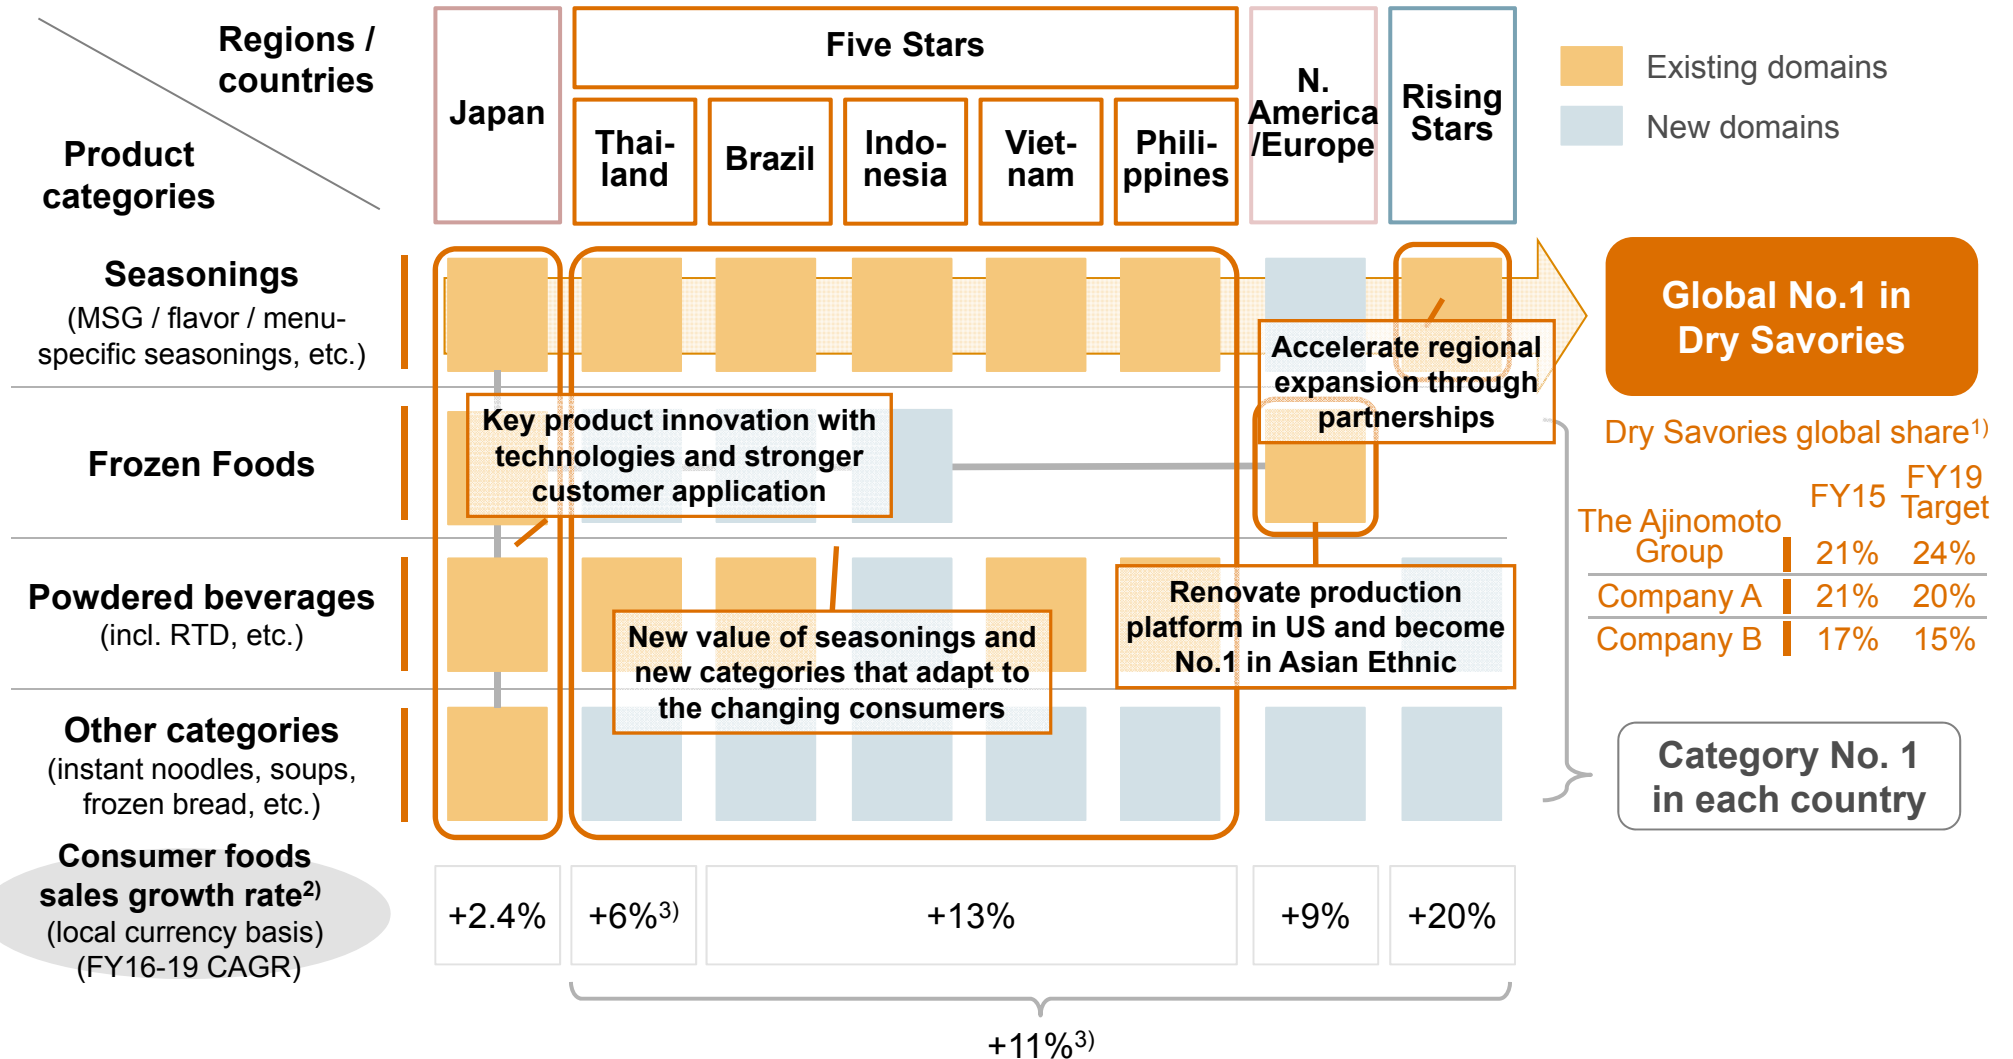 Regions /
countries
Product
categories
Japan
Five Stars
Thai-
land
Brazil
Indo-
nesia
Viet-
nam
Phili-
ppines
N.
America
/Europe
Rising
Stars
Existing domains
New domains
Seasonings
(MSG / flavor / menu-
specific seasonings, etc.)
Frozen Foods
Powdered beverages
(incl. RTD, etc.)
Other categories
(instant noodles, soups,
frozen bread, etc.)
Key product innovation with
technologies and stronger
customer application
New value of seasonings and
new categories that adapt to
the changing consumers
Accelerate regional
expansion through
partnerships
Renovate production
platform in US and become
No.1 in Asian Ethnic
Global No.1 in
Dry Savories
Dry Savories global share1)
FY15
FY19
Target
The Ajinomoto
Group 21% 24%
Company A 21% 20%
Company B 17% 15%
Category No. 1
in each country
Consumer foods
sales growth rate2)
(local currency basis)
(FY16-19 CAGR)
+2.4% +6%3) +13% +9% +20%
+11%3)